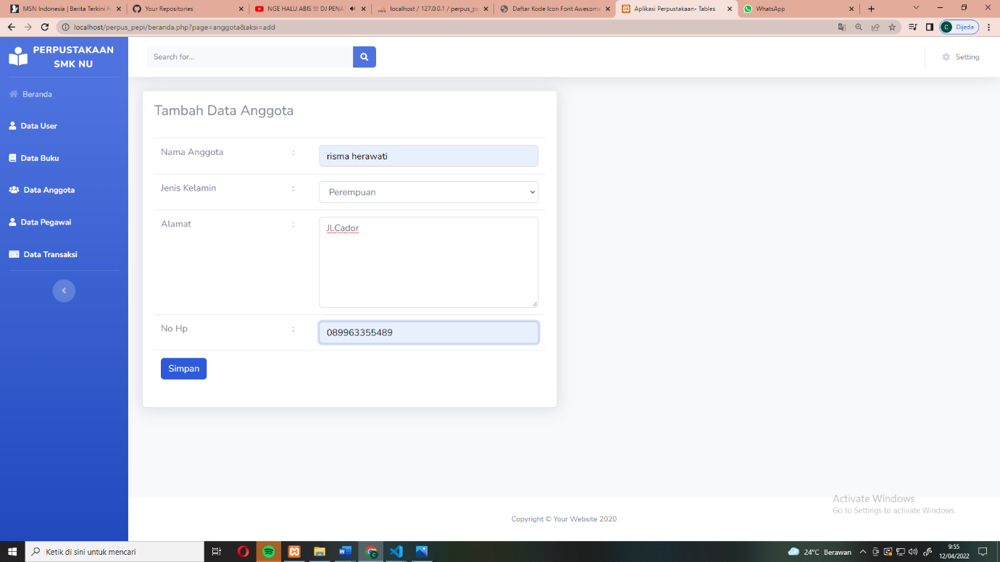 MSN Indonesia | Berita Terkini H
Your Repositories
NGE HALU ABIS !!! DJ PENA
localhost / 127.0.0.1 / perpus_pe
Daftar Kode Icon Font Awesome
Aplikasi Perpustakaan- Tables
WhatsApp
localhost/perpus_pepi/beranda.php?page=anggota&aksi=add
C
Dijeda
PERPUSTAKAAN
SMK NU
Search for...
Setting
Beranda
Data User
Data Buku
Data Anggota
Data Pegawai
Data Transaksi
Tambah Data Anggota
Nama Anggota : risma herawati
Jenis Kelamin : Perempuan
Alamat : Jl.Cador
No Hp : 089963355489
Simpan
Activate Windows
Go to Settings to activate Windows.
Copyright © Your Website 2020
Ketik di sini untuk mencari
24°C Berawan
9:55
12/04/2022